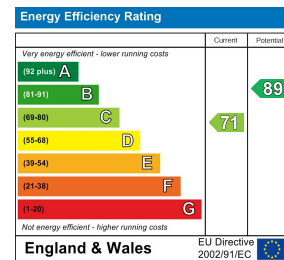 Energy Efficiency Rating
Current Potential
Very energy efficient - lower running costs
(92 plus) A
(81-91) B
89
(69-80) C
71
(55-68) D
(39-54) E
(21-38) F
(1-20) G
Not energy efficient - higher running costs
England & Wales
EU Directive
2002/91/EC